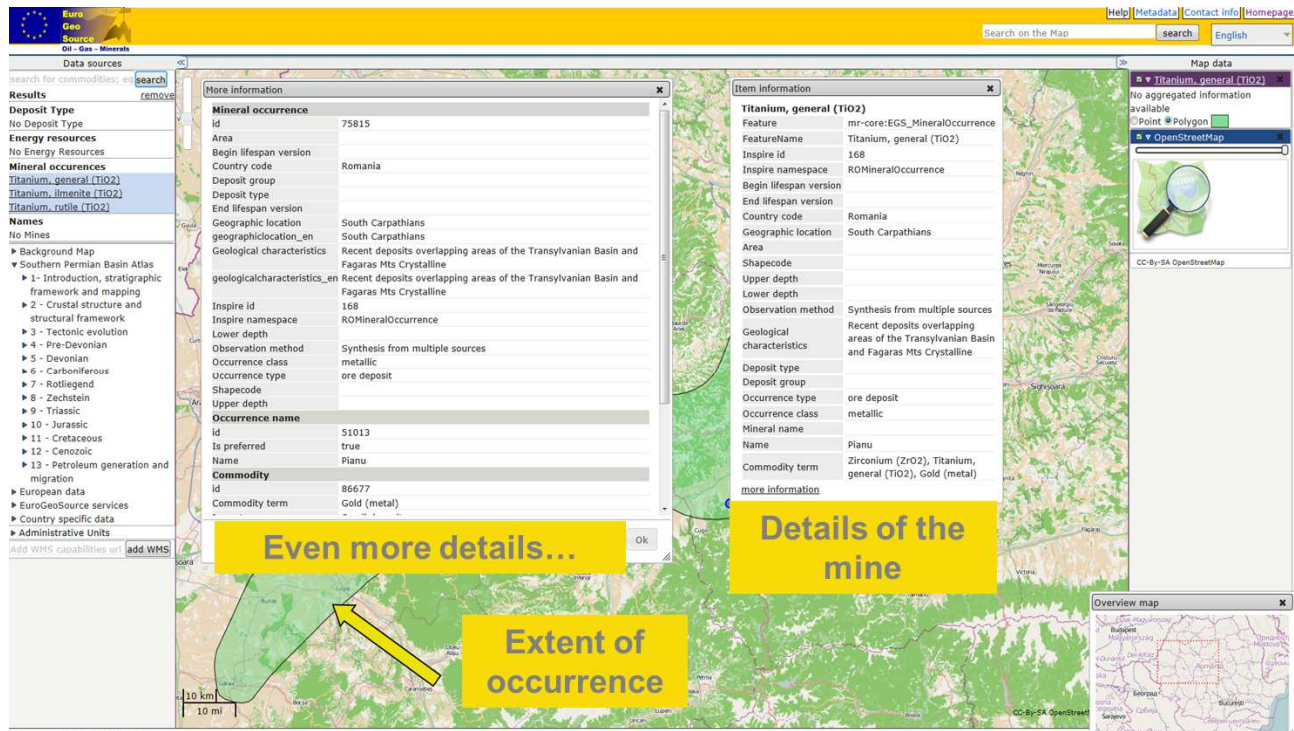 Euro
Geo
Source
Oil - Gas - Minerals
Help Metadata Contact info Homepage
Search on the Map search English
Data sources
search for commodities; eg search
Results remove
Deposit Type
No Deposit Type
Energy resources
No Energy Resources
Mineral occurences
Titanium, general (TiO2)
Titanium, ilmenite (TiO2)
Titanium, rutile (TiO2)
Names
No Mines
Background Map
Southern Permian Basin Atlas
1- Introduction, stratigraphic
framework and mapping
2 - Crustal structure and
structural framework
3 - Tectonic evolution
4 - Pre-Devonian
5 - Devonian
6 - Carboniferous
7 - Rotliegend
8 - Zechstein
9 - Triassic
10 - Jurassic
11 - Cretaceous
12 - Cenozoic
13 - Petroleum generation and
migration
European data
EuroGeoSource services
Country specific data
Administrative Units
Add WMS capabilities url add WMS
More information
Mineral occurrence
id 75815
Area
Begin lifespan version
Country code Romania
Deposit group
Deposit type
End lifespan version
Geographic location South Carpathians
geographiclocation_en South Carpathians
Geological characteristics Recent deposits overlapping areas of the Transylvanian Basin and
Fagaras Mts Crystalline
geologicalcharacteristics_en Recent deposits overlapping areas of the Transylvanian Basin and
Fagaras Mts Crystalline
Inspire id 168
Inspire namespace ROMineralOccurrence
Lower depth
Observation method Synthesis from multiple sources
Occurrence class metallic
Occurrence type ore deposit
Shapecode
Upper depth
Occurrence name
id 51013
Is preferred true
Name Pianu
Commodity
id 86677
Commodity term Gold (metal)
Ok
Even more details...
Item information
Titanium, general (TiO2)
Feature mr-core:EGS_MineralOccurrence
FeatureName Titanium, general (TiO2)
Inspire id 168
Inspire namespace ROMineralOccurrence
Begin lifespan version
End lifespan version
Country code Romania
Geographic location South Carpathians
Area
Shapecode
Upper depth
Lower depth
Observation method Synthesis from multiple sources
Geological
characteristics
Recent deposits overlapping
areas of the Transylvanian Basin
and Fagaras Mts Crystalline
Deposit type
Deposit group
Occurrence type ore deposit
Occurrence class metallic
Mineral name
Name Pianu
Commodity term Zirconium (ZrO2), Titanium,
general (TiO2), Gold (metal)
more information
Details of the
mine
Extent of
occurrence
10 km
10 mi
Sighisoara
Victoria
Map data
Titanium, general (TiO2)
No aggregated information
available
Point Polygon
OpenStreetMap
CC-By-SA OpenStreetMap
CC-By-SA OpenStreet
Overview map
Budapest
Magyarország
România
Београд
București
Sarajevo